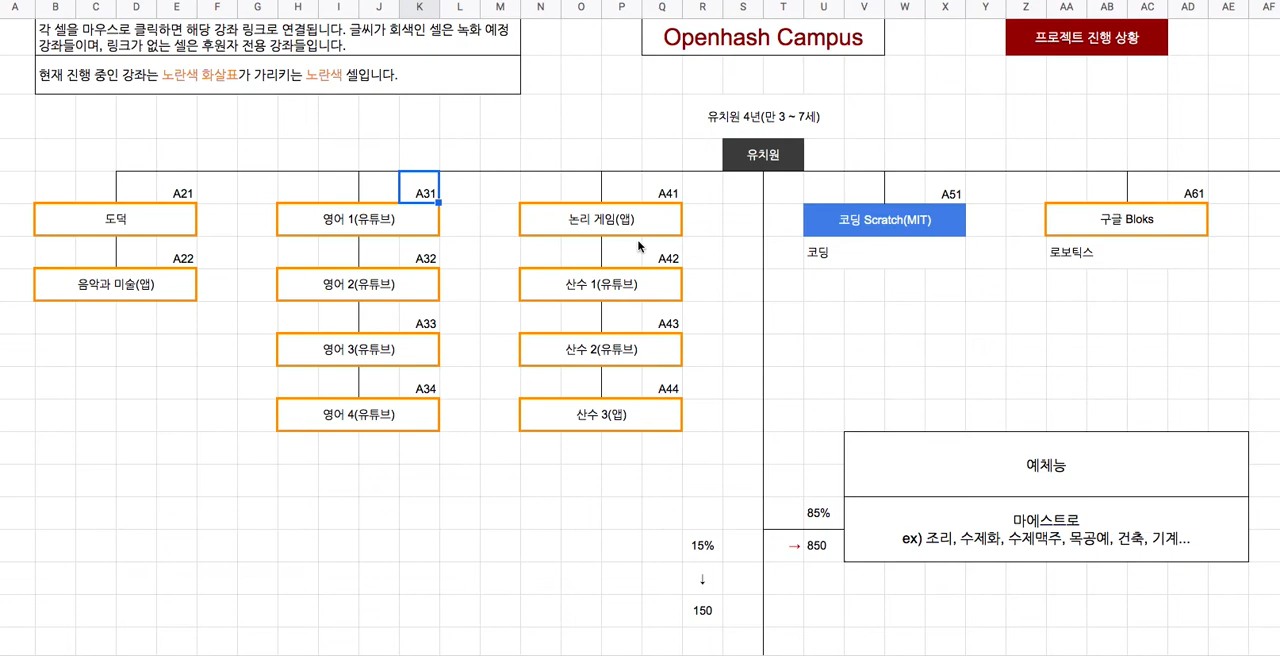 A B C D E F G H I J K L M N O P Q R S T U V W X Y Z AA AB AC AD AE AF
각 셀을 마우스로 클릭하면 해당 강좌 링크로 연결됩니다. 글씨가 회색인 셀은 녹화 예정
강좌들이며, 링크가 없는 셀은 후원자 전용 강좌들입니다.
Openhash Campus
프로젝트 진행 상황
현재 진행 중인 강좌는 노란색 화살표가 가리키는 노란색 셀입니다.
유치원 4년(만 3 ~ 7세)
유치원
A21 A31 A41 A51 A61
도덕 영어 1(유튜브) 논리 게임(앱) 코딩 Scratch(MIT) 구글 Bloks
코딩 로보틱스
A22 A32 A42
음악과 미술(앱) 영어 2(유튜브) 산수 1(유튜브)
A33 A43
영어 3(유튜브) 산수 2(유튜브)
A34 A44
영어 4(유튜브) 산수 3(앱)
예체능
85%
마에스트로
ex) 조리, 수제화, 수제맥주, 목공예, 건축, 기계...
15% → 850
↓
150